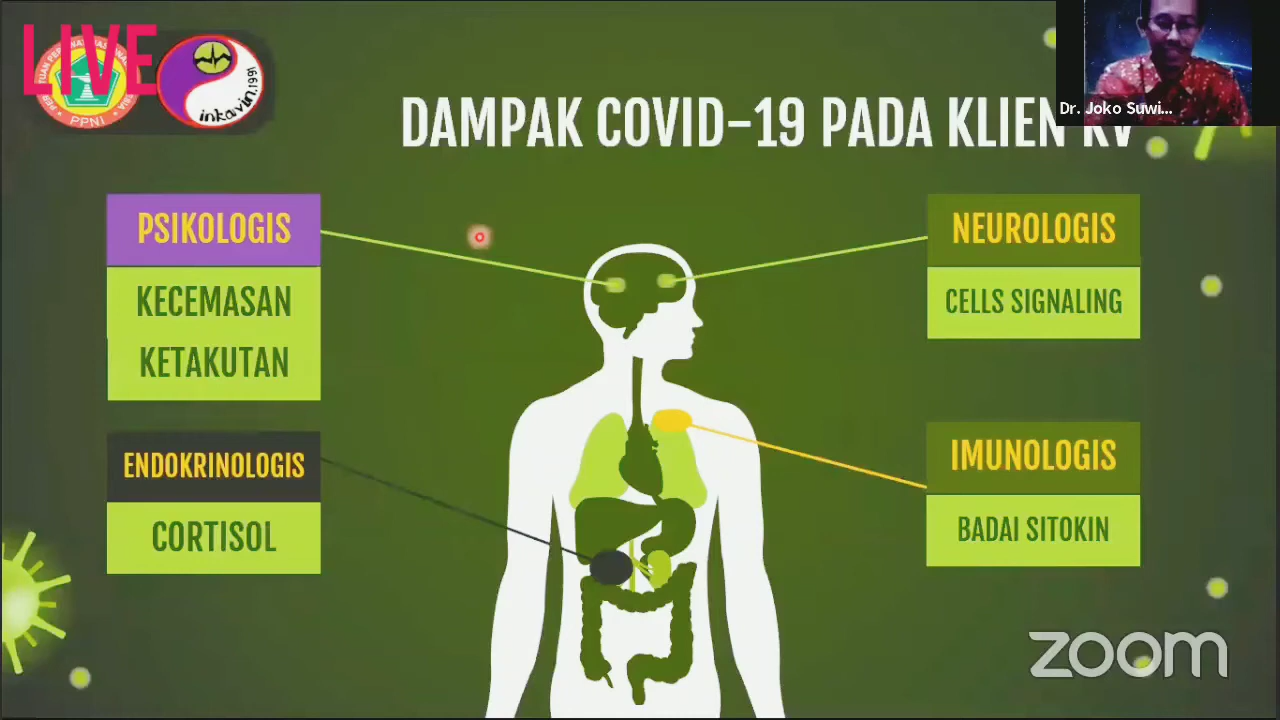 LIVE
PPNI
inkavin.1991
Dr. Joko Suwi...
DAMPAK COVID-19 PADA KLIEN KV
PSIKOLOGIS
KECEMASAN
KETAKUTAN
NEUROLOGIS
CELLS SIGNALING
ENDOKRINOLOGIS
CORTISOL
IMUNOLOGIS
BADAI SITOKIN
zoom